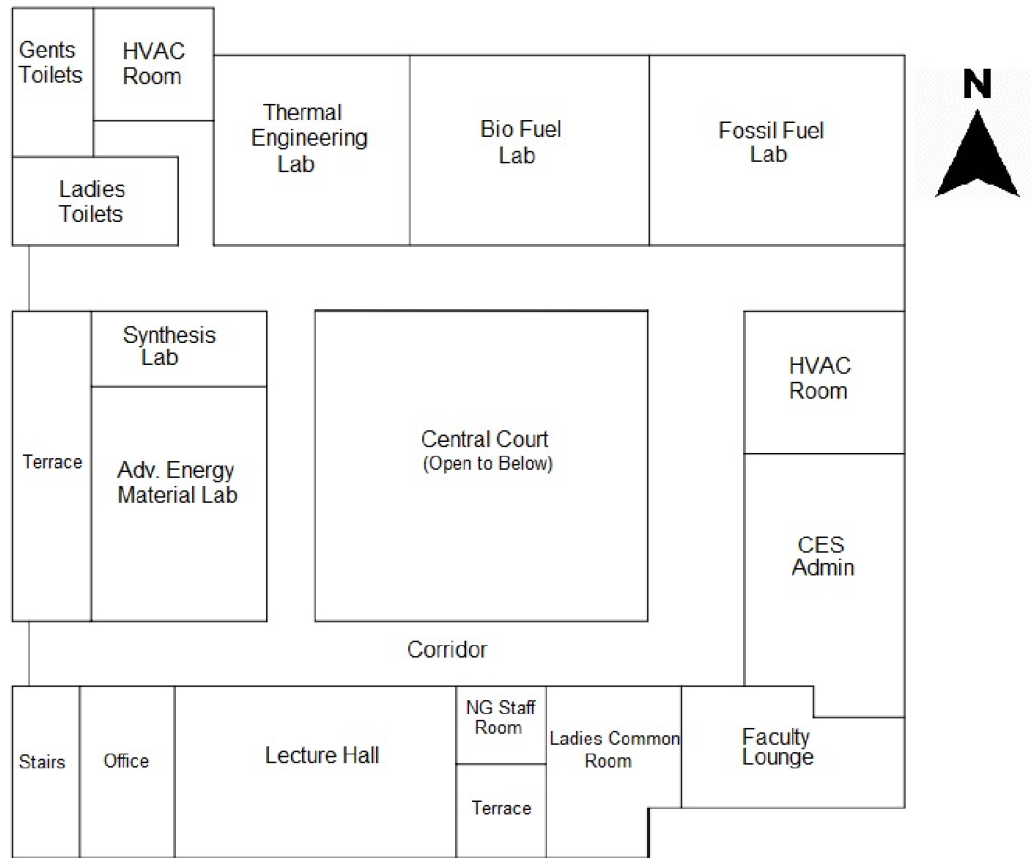 Gents
Toilets
HVAC
Room
Thermal
Engineering
Lab
Bio Fuel
Lab
Fossil Fuel
Lab
N
Ladies
Toilets
Synthesis
Lab
HVAC
Room
Terrace
Adv. Energy
Material Lab
Central Court
(Open to Below)
CES
Admin
Corridor
Stairs
Office
Lecture Hall
NG Staff
Room
Terrace
Ladies Common
Room
Faculty
Lounge